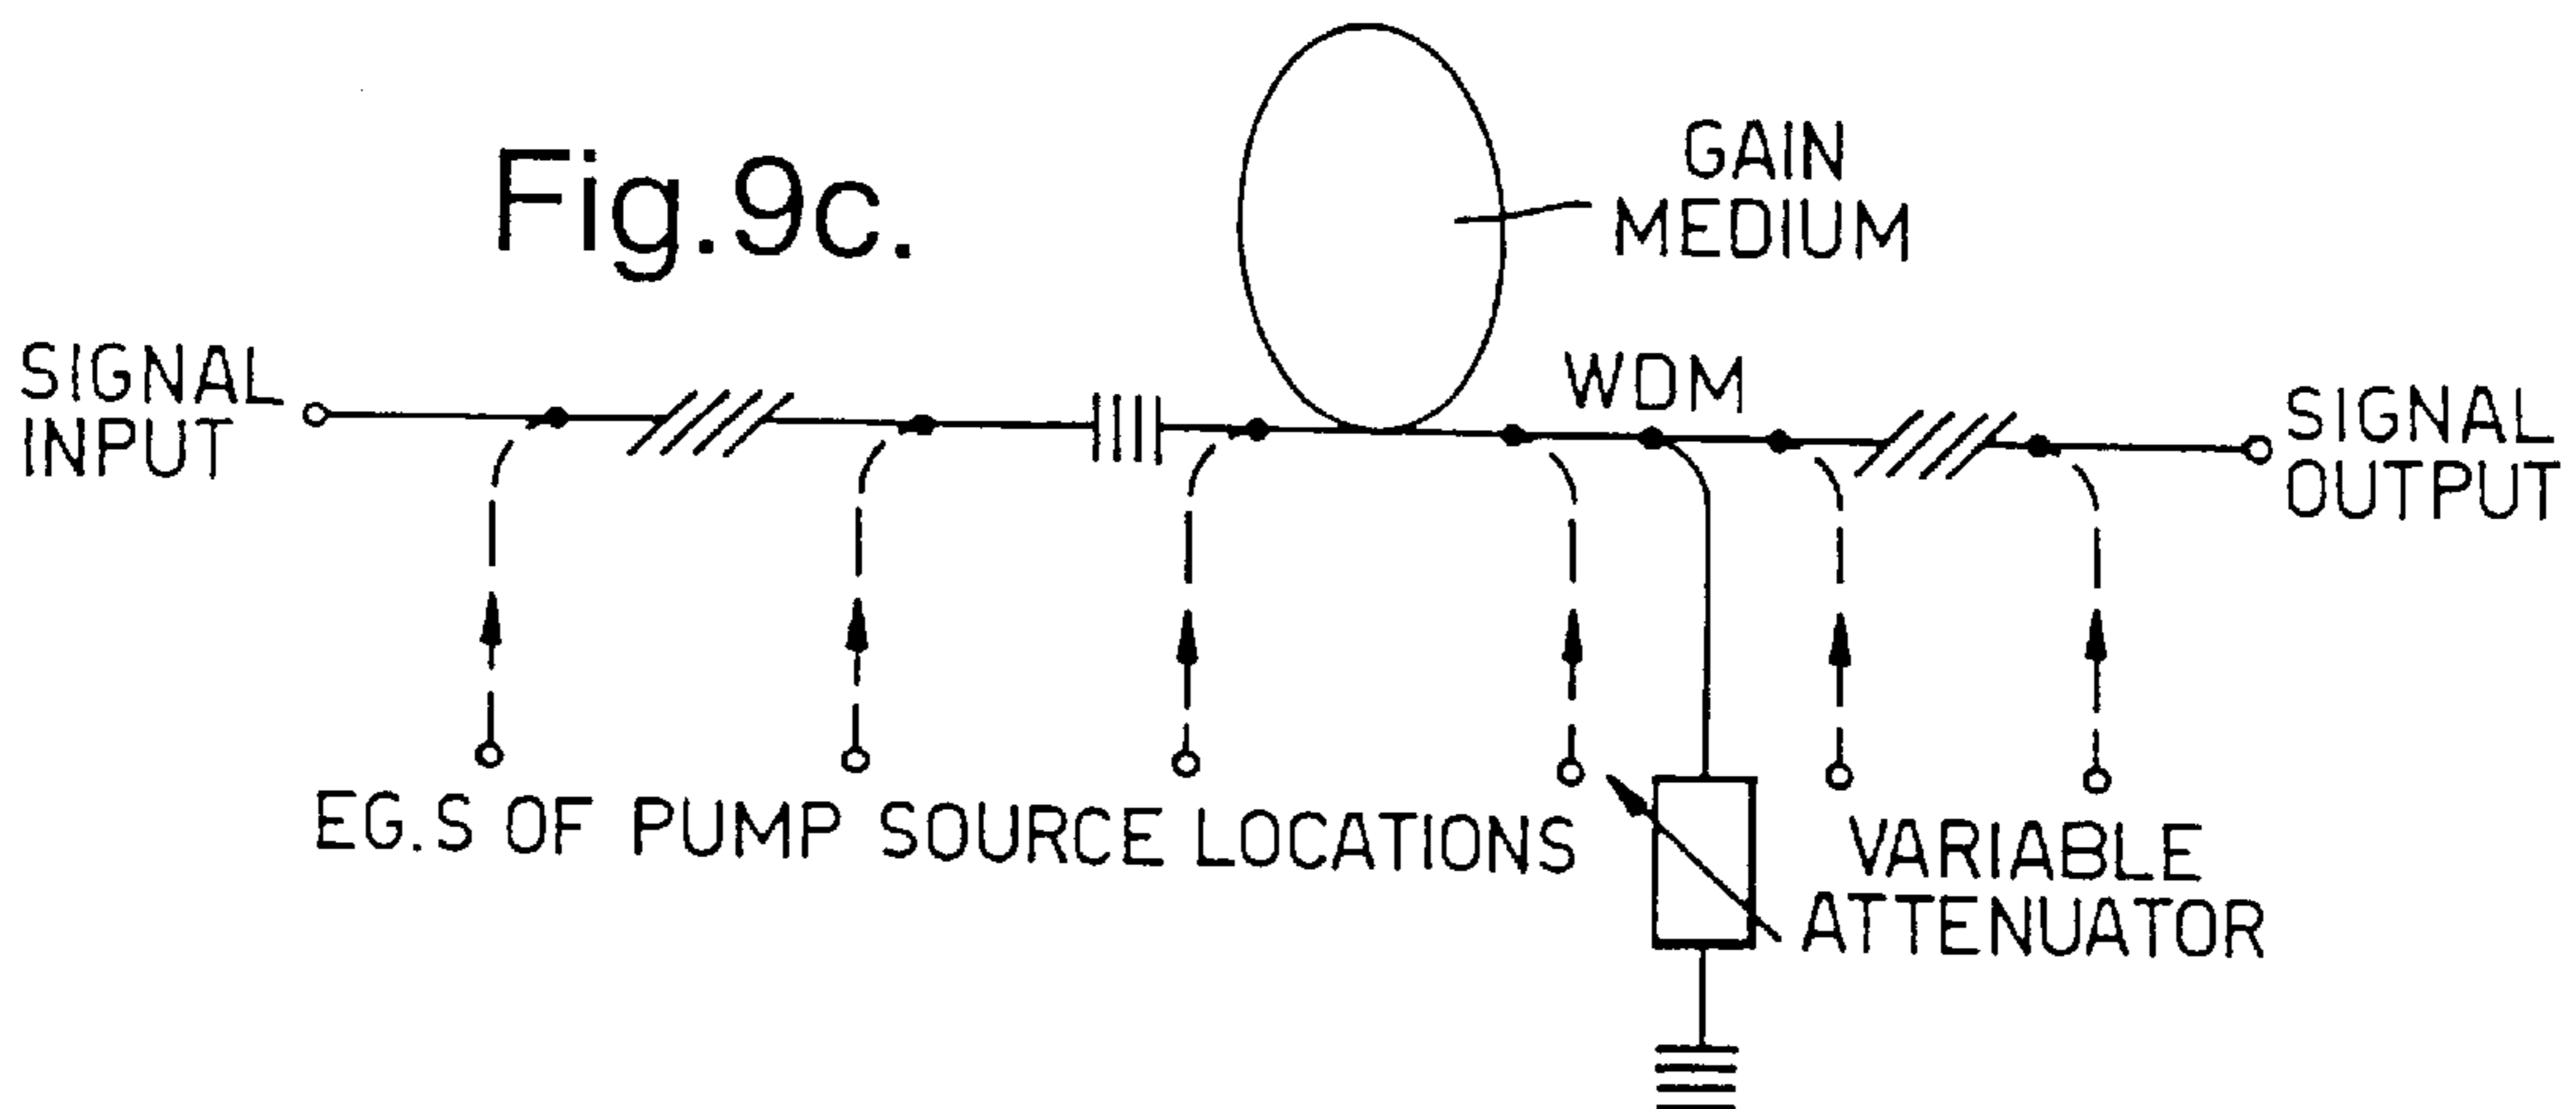 Fig.9c.
GAIN
MEDIUM
SIGNAL
INPUT
WDM
SIGNAL
OUTPUT
EG.S OF PUMP SOURCE LOCATIONS
VARIABLE
ATTENUATOR